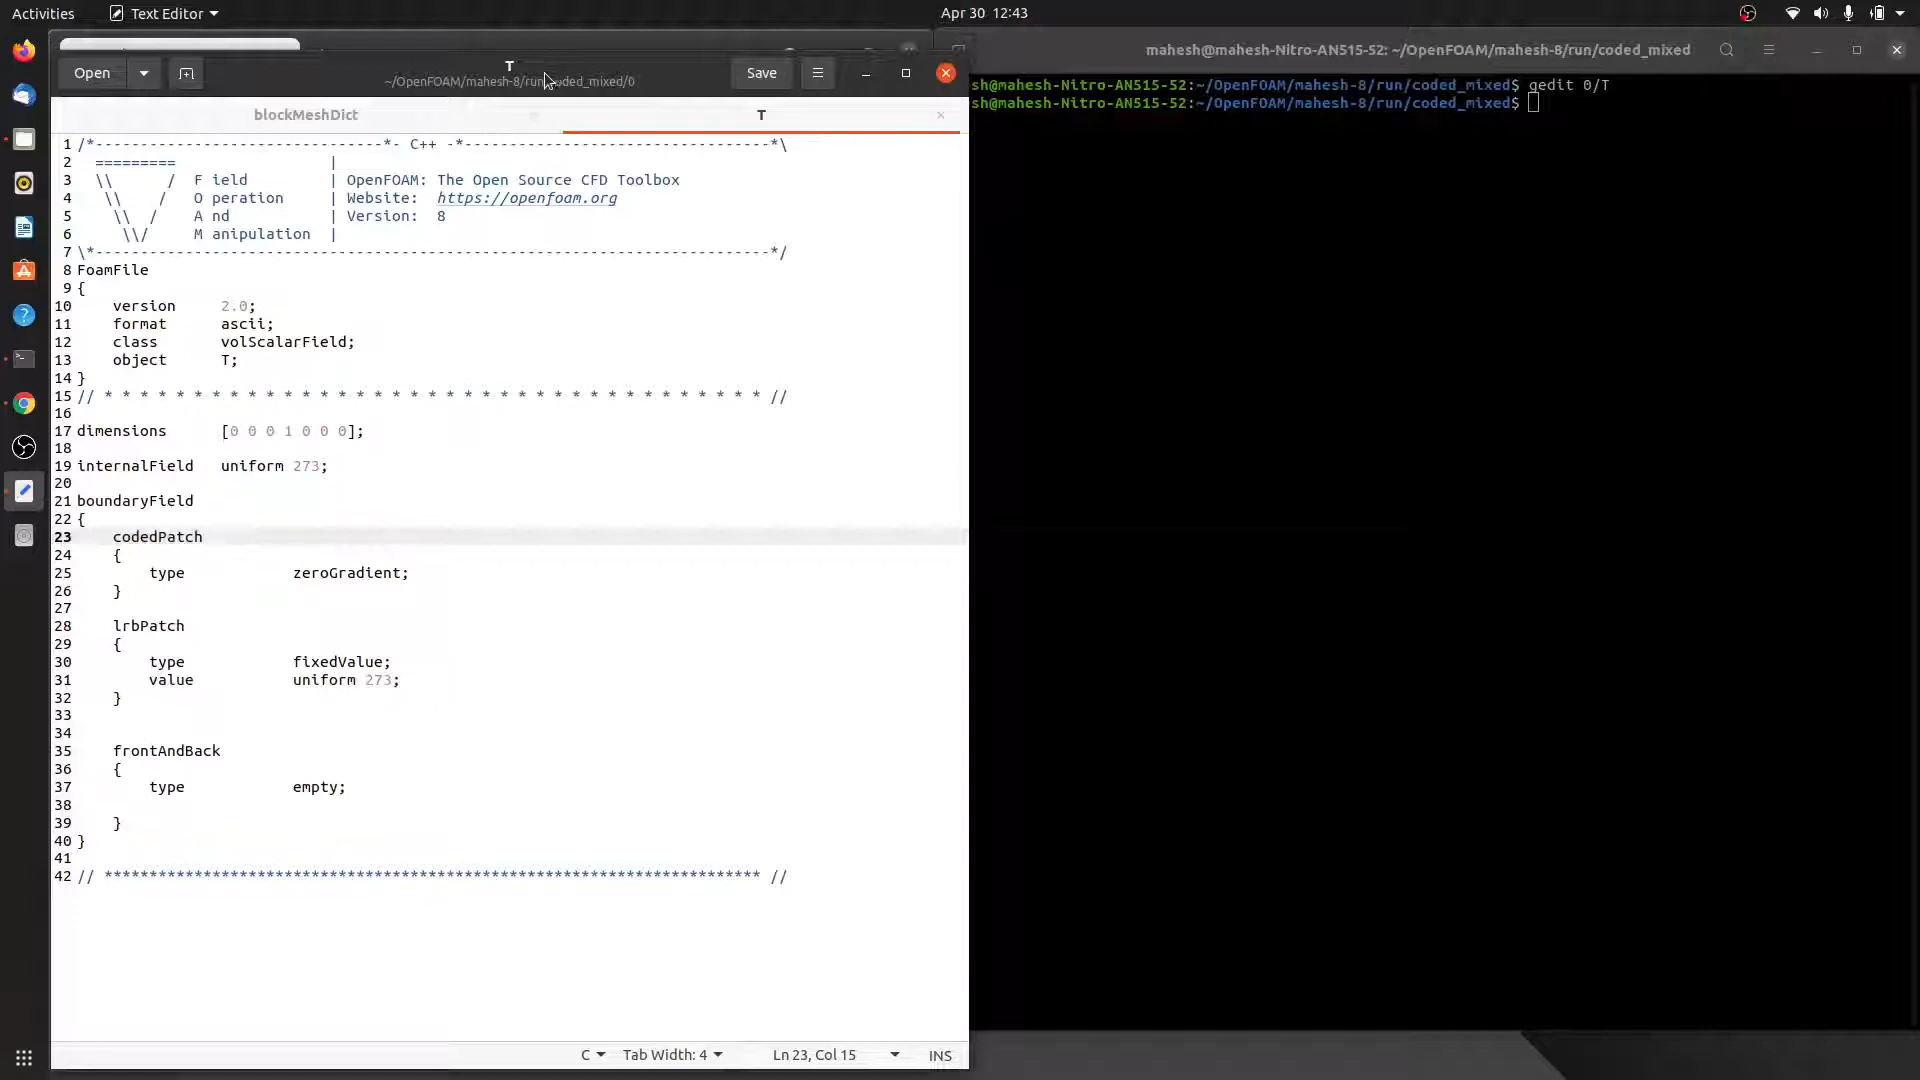 Activities
Text Editor
Apr 30 12:43
Open
T
~/OpenFOAM/mahesh-8/run/coded_mixed/0
Save
mahesh@mahesh-Nitro-AN515-52: ~/OpenFOAM/mahesh-8/run/coded_mixed
blockMeshDict
T
sh@mahesh-Nitro-AN515-52:~/OpenFOAM/mahesh-8/run/coded_mixed$ gedit 0/T
sh@mahesh-Nitro-AN515-52:~/OpenFOAM/mahesh-8/run/coded_mixed$
1 /*--------------------------------*- C++ -*----------------------------------*\
2   =========                 |
3   \\      /  F ield         | OpenFOAM: The Open Source CFD Toolbox
4    \\    /   O peration     | Website:  https://openfoam.org
5     \\  /    A nd           | Version:  8
6      \\/     M anipulation  |
7 \*---------------------------------------------------------------------------*/
8 FoamFile
9 {
10     version     2.0;
11     format      ascii;
12     class       volScalarField;
13     object      T;
14 }
15 // * * * * * * * * * * * * * * * * * * * * * * * * * * * * * * * * * * * * * //
16
17 dimensions      [0 0 0 1 0 0 0];
18
19 internalField   uniform 273;
20
21 boundaryField
22 {
23     codedPatch
24     {
25         type            zeroGradient;
26     }
27
28     lrbPatch
29     {
30         type            fixedValue;
31         value           uniform 273;
32     }
33
34
35     frontAndBack
36     {
37         type            empty;
38
39     }
40 }
41
42 // ************************************************************************* //
C
Tab Width: 4
Ln 23, Col 15
INS